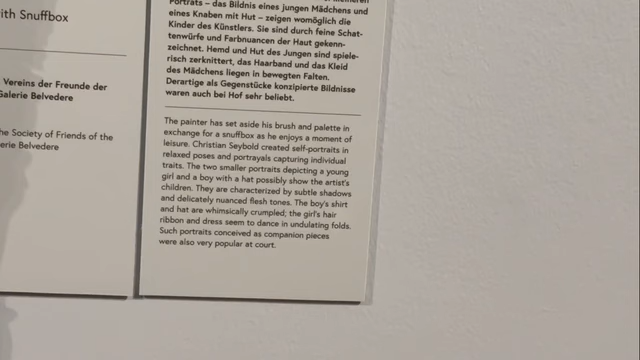 ith Snuffbox
Vereins der Freunde der
Galerie Belvedere
he Society of Friends of the
erie Belvedere
Porträts – das Bildnis eines jungen Mädchens und
eines Knaben mit Hut – zeigen womöglich die
Kinder des Künstlers. Sie sind durch feine Schat-
tenwürfe und Farbnuancen der Haut gekenn-
zeichnet. Hemd und Hut des Jungen sind spiele-
risch zerknittert, das Haarband und das Kleid
des Mädchens liegen in bewegten Falten.
Derartige als Gegenstücke konzipierte Bildnisse
waren auch bei Hof sehr beliebt.
The painter has set aside his brush and palette in
exchange for a snuffbox as he enjoys a moment of
leisure. Christian Seybold created self-portraits in
relaxed poses and portrayals capturing individual
traits. The two smaller portraits depicting a young
girl and a boy with a hat possibly show the artist's
children. They are characterized by subtle shadows
and delicately nuanced flesh tones. The boy's shirt
and hat are whimsically crumpled; the girl's hair
ribbon and dress seem to dance in undulating folds.
Such portraits conceived as companion pieces
were also very popular at court.